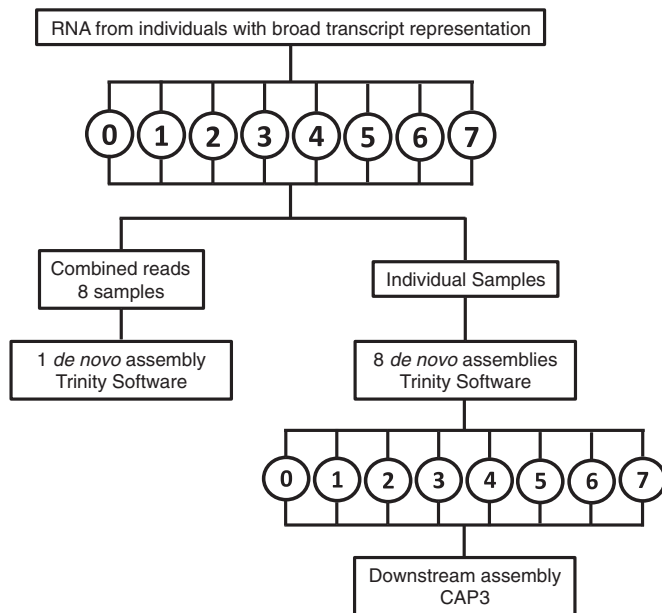 RNA from individuals with broad transcript representation
0 1 2 3 4 5 6 7
Combined reads
8 samples
Individual Samples
1 de novo assembly
Trinity Software
8 de novo assemblies
Trinity Software
0 1 2 3 4 5 6 7
Downstream assembly
CAP3